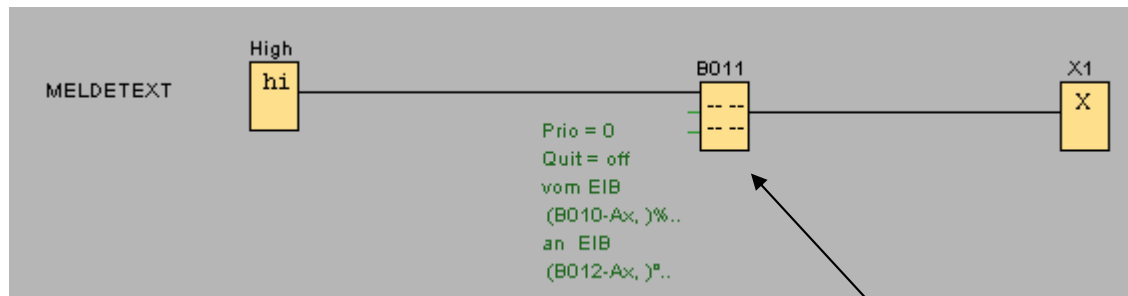 High
B011
X1
MELDETEXT
hi
X
Prio = 0
Quit = off
vom EIB
(B010-Ax, )%..
an EIB
(B012-Ax, )°..